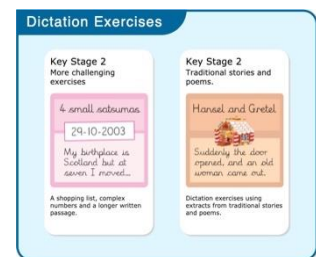 Dictation Exercises
Key Stage 2
More challenging
exercises
4 small satsumas
29-10-2003
My birthplace is
Scotland but at
seven I moved...
A shopping list, complex
numbers and a longer written
passage.
Key Stage 2
Traditional stories and
poems.
Hansel and Gretel
Suddenly the door
opened, and an old
woman came out.
Dictation exercises using
extracts from traditional stories
and poems.